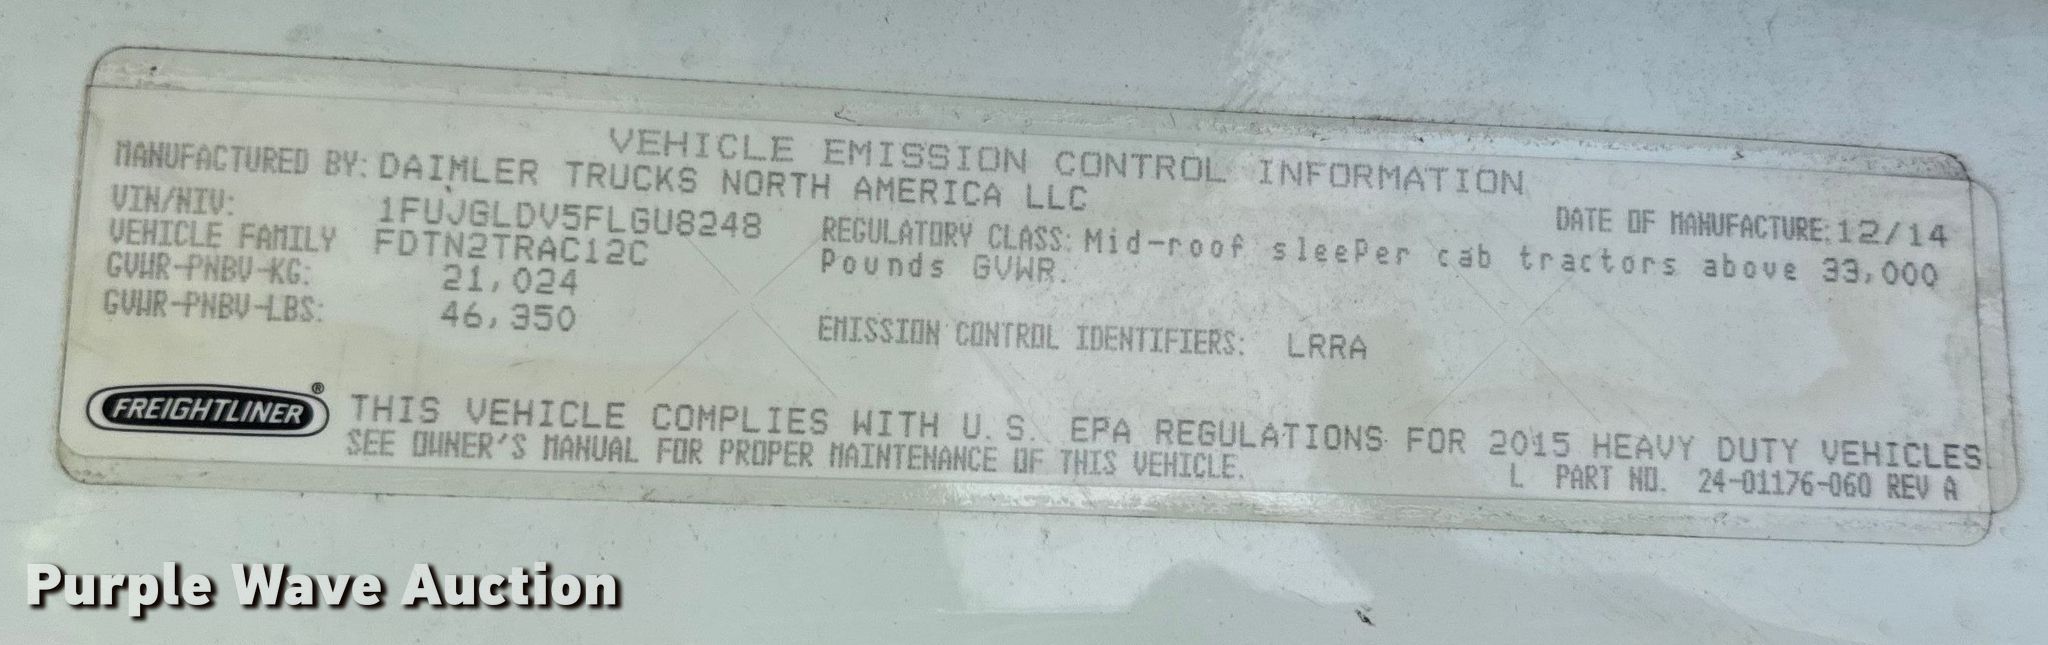 VEHICLE EMISSION CONTROL INFORMATION
MANUFACTURED BY: DAIMLER TRUCKS NORTH AMERICA LLC
DATE OF MANUFACTURE: 12/14
VIN/NIV: 1FUJGLDV5FLGU8248
REGULATORY CLASS: Mid-roof sleePer cab tractors above 33,000
Pounds GVWR.
VEHICLE FAMILY FDTN2TRAC12C
GVWR-PNBV-KG: 21,024
GVWR-PNBV-LBS: 46,350
EMISSION CONTROL IDENTIFIERS: LRRA
FREIGHTLINER®
THIS VEHICLE COMPLIES WITH U.S. EPA REGULATIONS FOR 2015 HEAVY DUTY VEHICLES
SEE OWNER'S MANUAL FOR PROPER MAINTENANCE OF THIS VEHICLE.
L PART NO. 24-01176-060 REV A
Purple Wave Auction